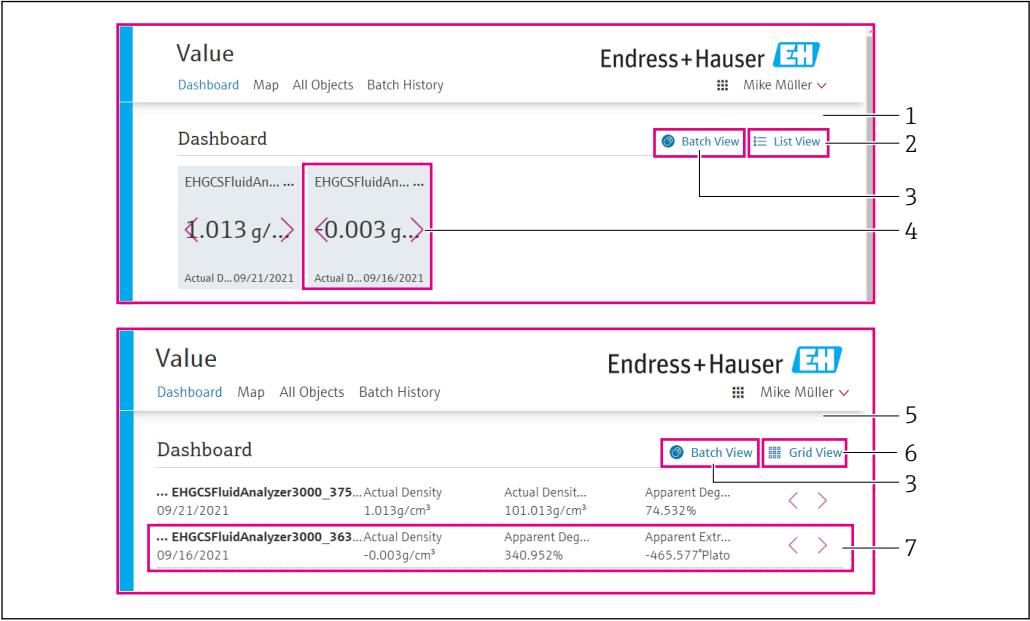 Value
Endress+Hauser EH
Dashboard Map All Objects Batch History
Mike Müller
1
Dashboard
Batch View
List View
2
3
EHGCSFluidAn... ...
EHGCSFluidAn... ...
1.013 g/...
-0.003 g...
4
Actual D... 09/21/2021
Actual D... 09/16/2021
Value
Endress+Hauser EH
Dashboard Map All Objects Batch History
Mike Müller
5
Dashboard
Batch View
Grid View
6
3
... EHGCSFluidAnalyzer3000_375... Actual Density Actual Densit... Apparent Deg...
09/21/2021 1.013g/cm³ 101.013g/cm³ 74.532%
... EHGCSFluidAnalyzer3000_363... Actual Density Apparent Deg... Apparent Extr...
09/16/2021 -0.003g/cm³ 340.952% -465.577°Plato
7